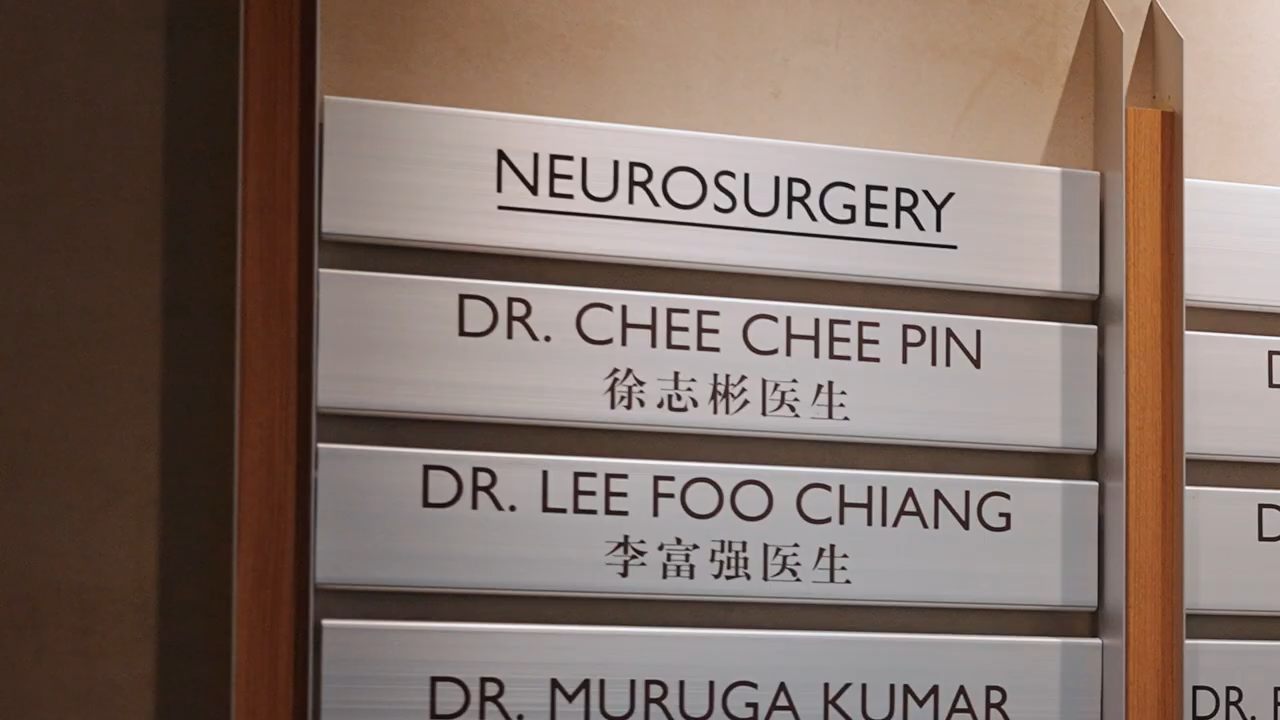 NEUROSURGERY
DR. CHEE CHEE PIN
徐志彬医生
DR. LEE FOO CHIANG
李富强医生
DR. MURUGA KUMAR
DR.